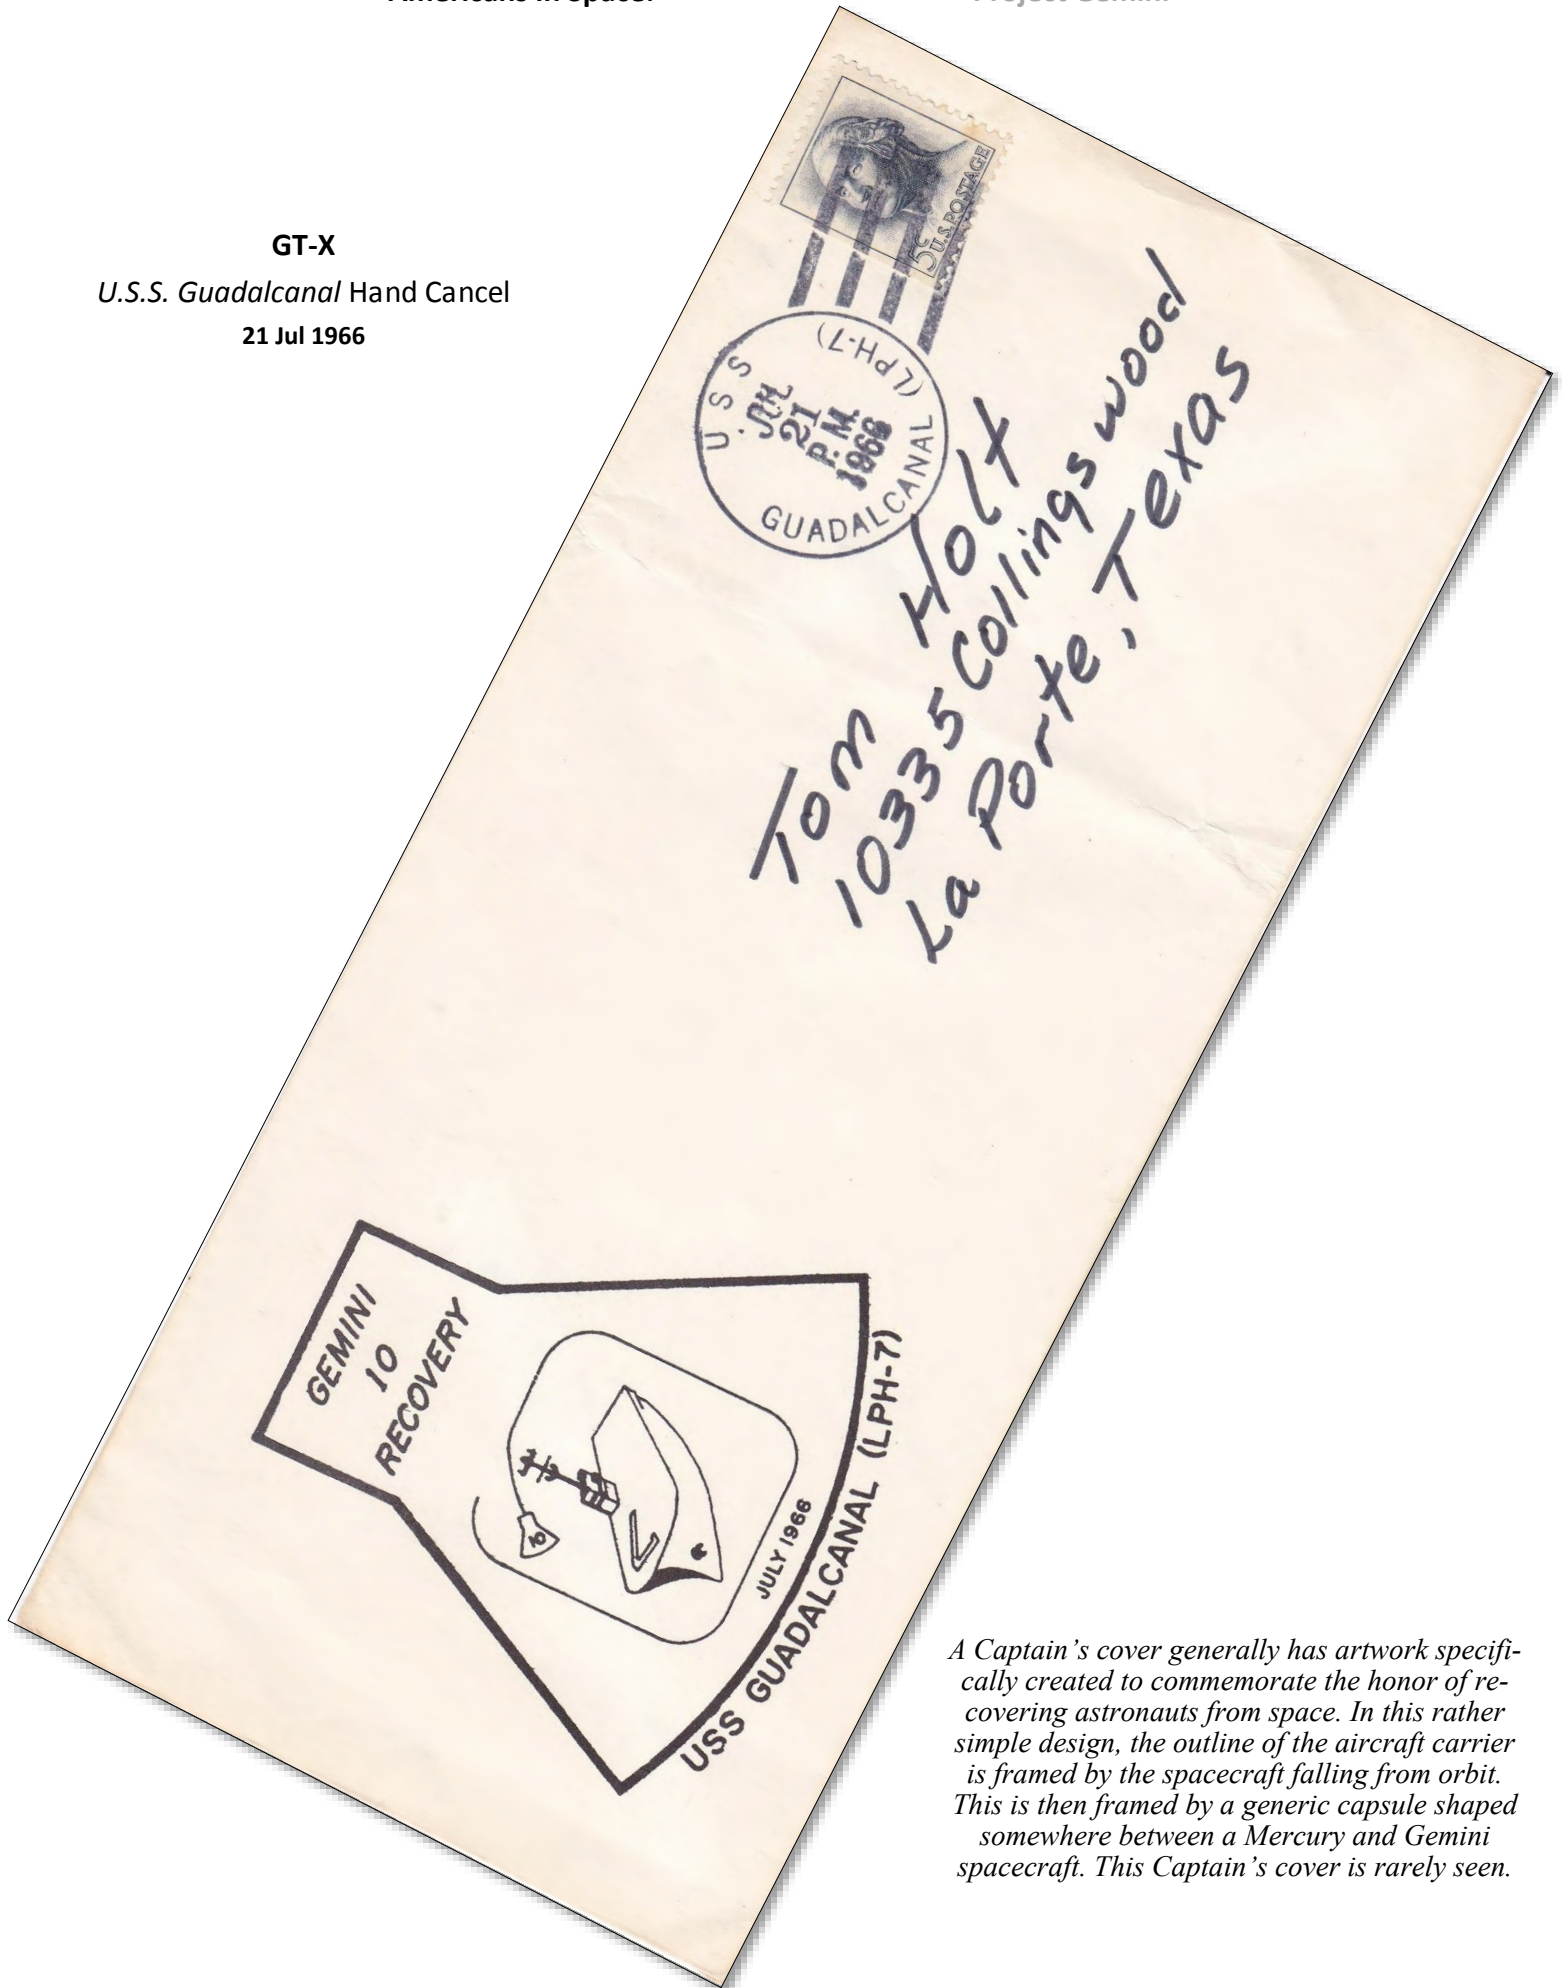 GT-X
U.S.S. Guadalcanal Hand Cancel
21 Jul 1966
5c U.S. POSTAGE
USS
GUADALCANAL (LPH-7)
21
P. M.
1966
Tom Holt
10335 Collingswood
La Porte, Texas
GEMINI
10
RECOVERY
10
JULY 1966
USS GUADALCANAL (LPH-7)
A Captain’s cover generally has artwork specifi-
cally created to commemorate the honor of re-
covering astronauts from space. In this rather
simple design, the outline of the aircraft carrier
is framed by the spacecraft falling from orbit.
This is then framed by a generic capsule shaped
somewhere between a Mercury and Gemini
spacecraft. This Captain’s cover is rarely seen.